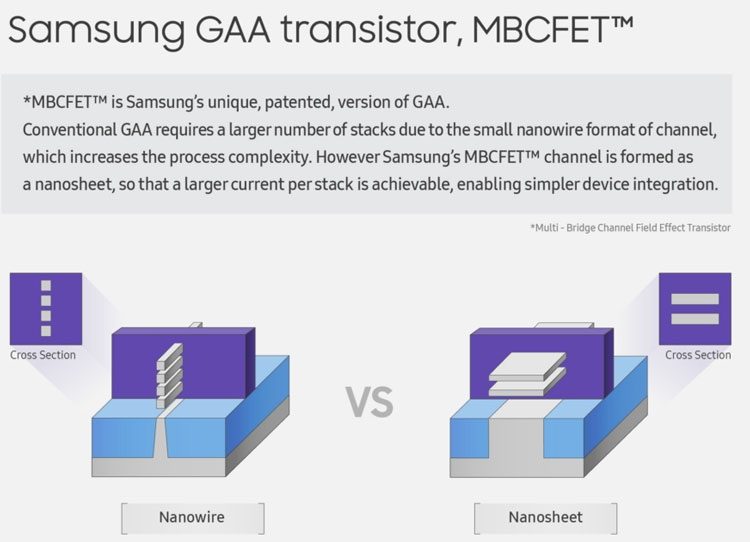 Samsung GAA transistor, MBCFET™
*MBCFET™ is Samsung's unique, patented, version of GAA.
Conventional GAA requires a larger number of stacks due to the small nanowire format of channel,
which increases the process complexity. However Samsung's MBCFET™ channel is formed as
a nanosheet, so that a larger current per stack is achievable, enabling simpler device integration.
*Multi - Bridge Channel Field Effect Transistor
Cross Section
Cross Section
VS
Nanowire
Nanosheet